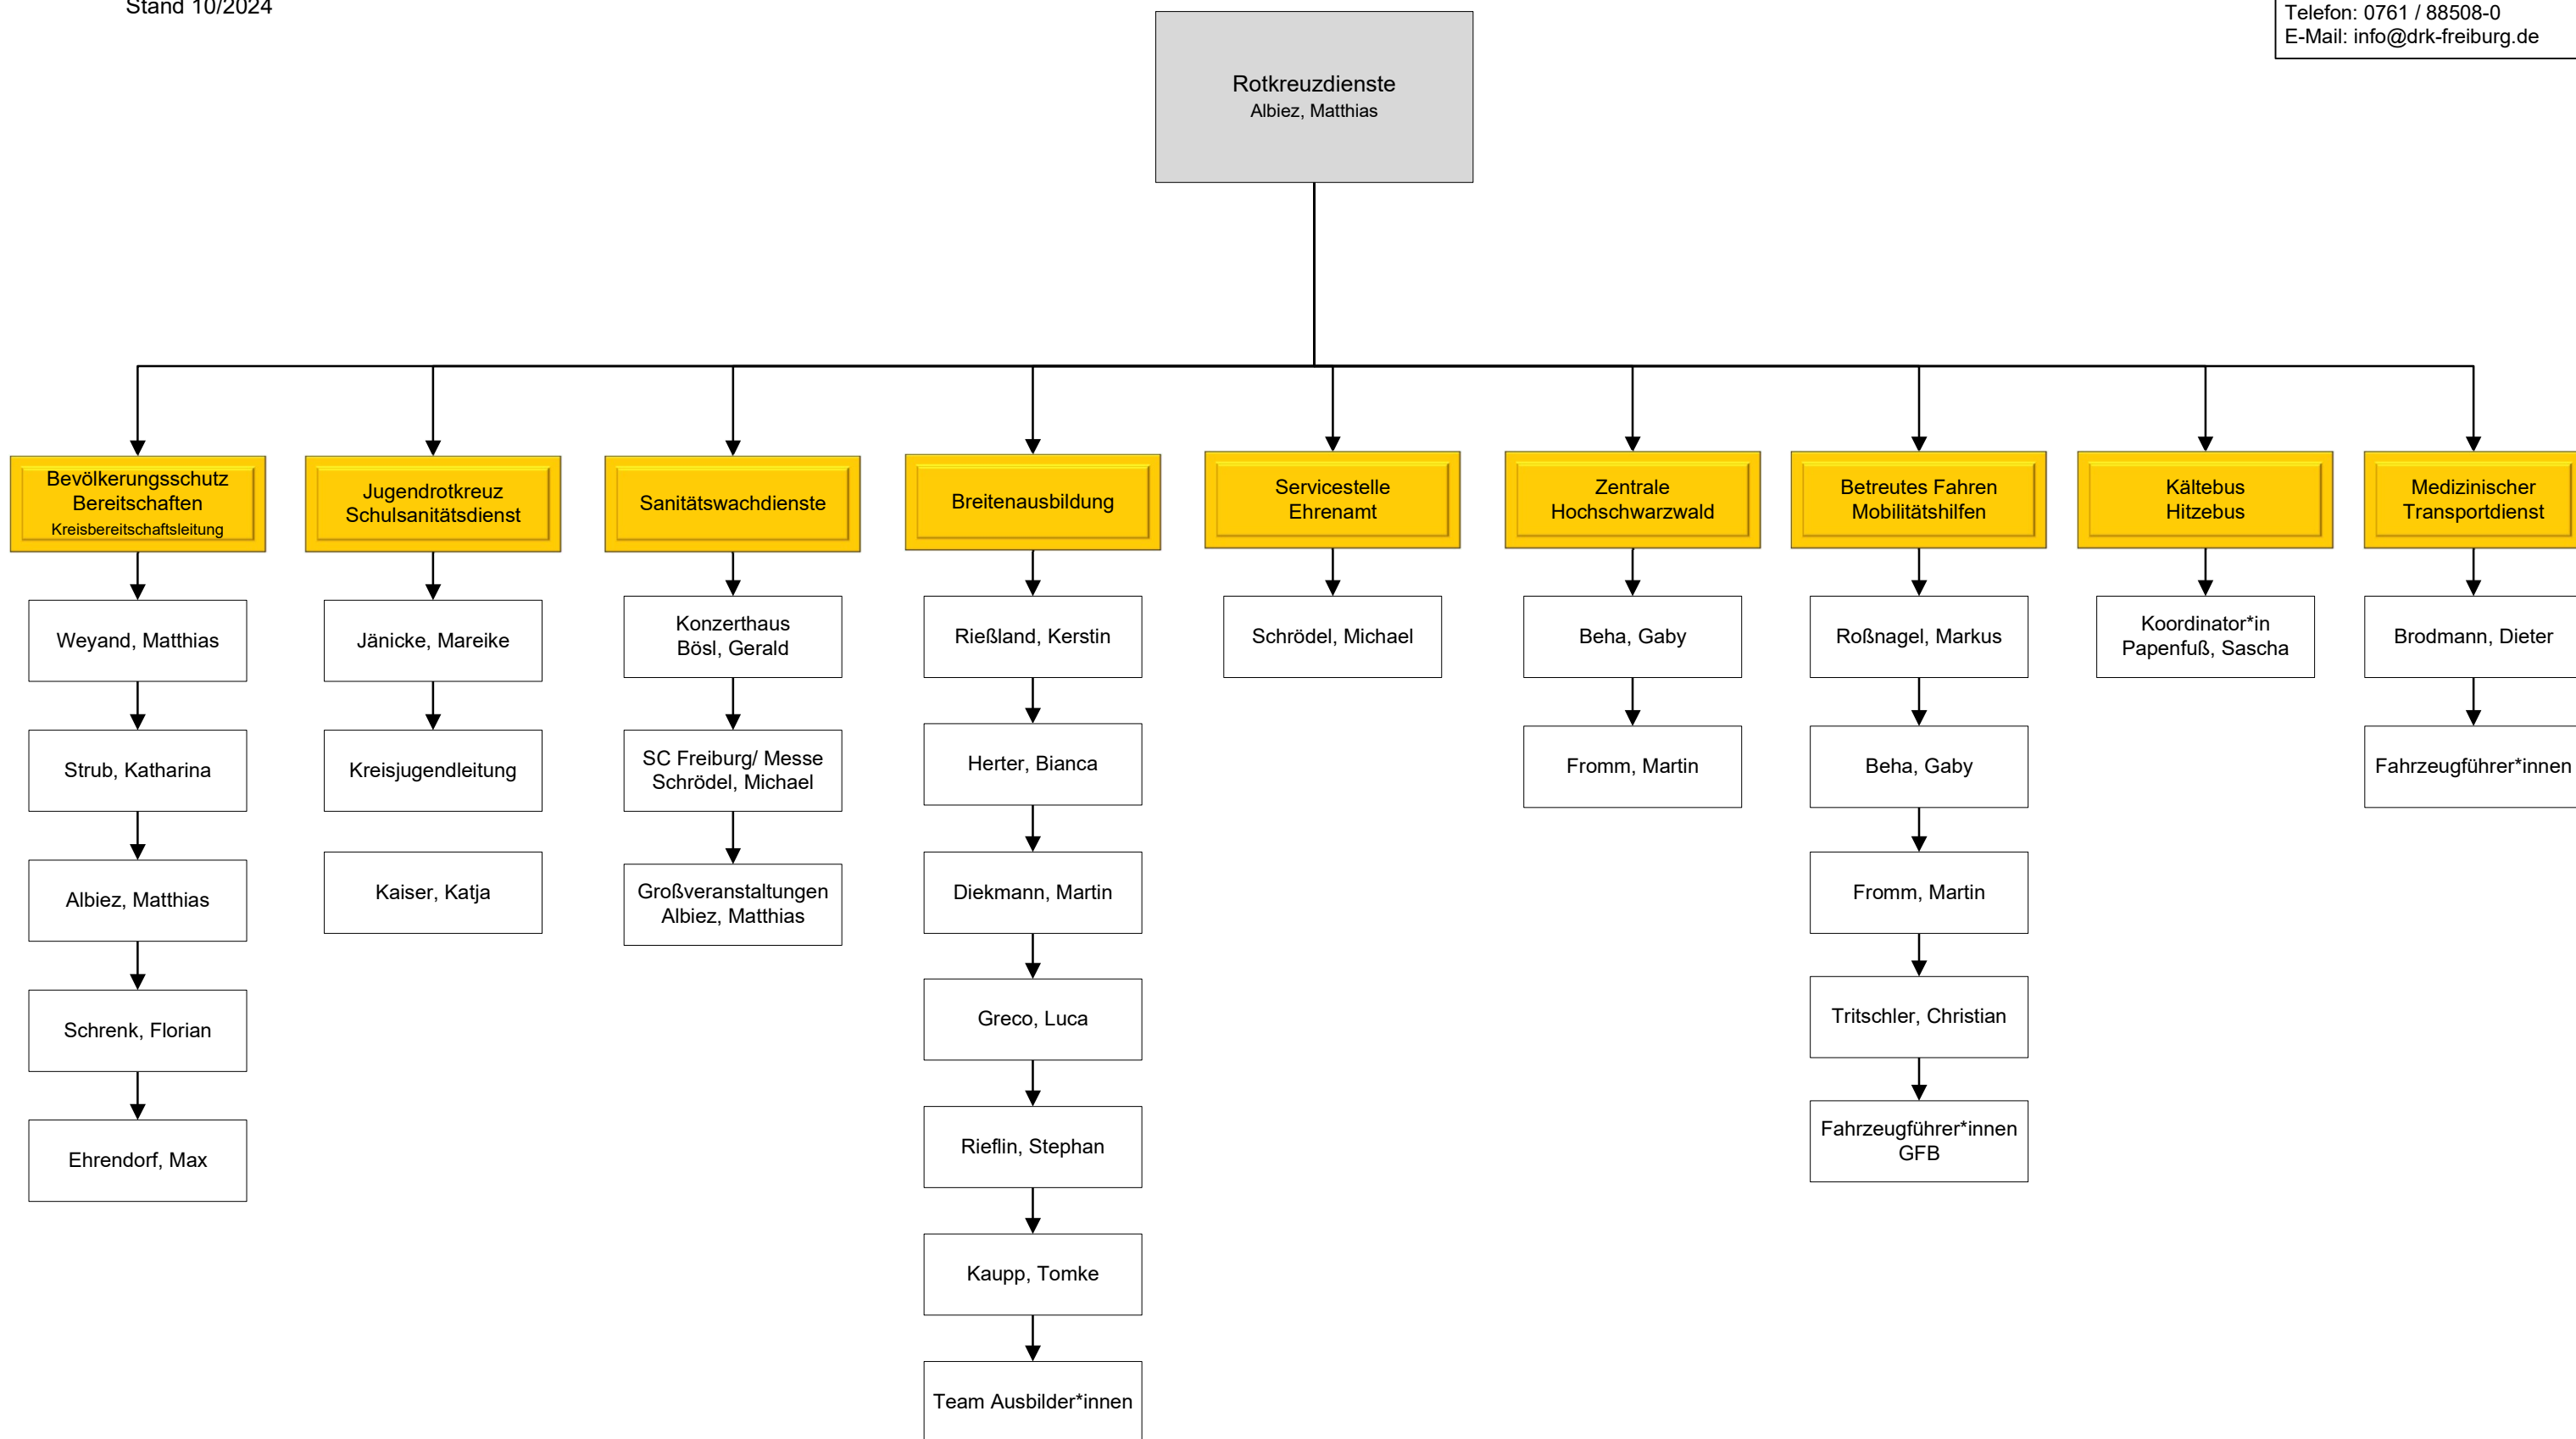 Stand 10/2024
Telefon: 0761 / 88508-0
E-Mail: info@drk-freiburg.de
Rotkreuzdienste
Albiez, Matthias
Bevölkerungsschutz
Bereitschaften
Kreisbereitschaftsleitung
Weyand, Matthias
Strub, Katharina
Albiez, Matthias
Schrenk, Florian
Ehrendorf, Max
Jugendrotkreuz
Schulsanitätsdienst
Jänicke, Mareike
Kreisjugendleitung
Kaiser, Katja
Sanitätswachdienste
Konzerthaus
Bösl, Gerald
SC Freiburg/ Messe
Schrödel, Michael
Großveranstaltungen
Albiez, Matthias
Breitenausbildung
Rießland, Kerstin
Herter, Bianca
Diekmann, Martin
Greco, Luca
Rieflin, Stephan
Kaupp, Tomke
Team Ausbilder*innen
Servicestelle
Ehrenamt
Schrödel, Michael
Zentrale
Hochschwarzwald
Beha, Gaby
Fromm, Martin
Betreutes Fahren
Mobilitätshilfen
Roßnagel, Markus
Beha, Gaby
Fromm, Martin
Tritschler, Christian
Fahrzeugführer*innen
GFB
Kältebus
Hitzebus
Koordinator*in
Papenfuß, Sascha
Medizinischer
Transportdienst
Brodmann, Dieter
Fahrzeugführer*innen